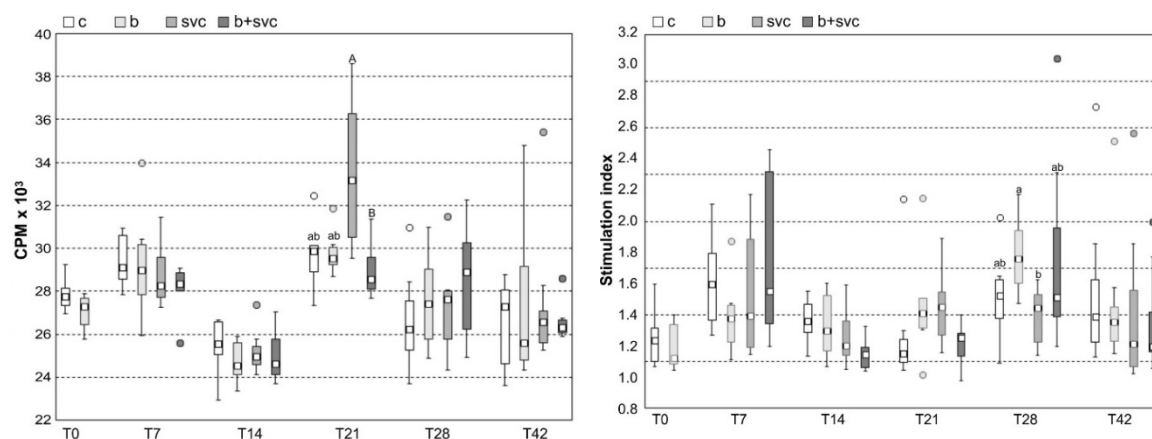 c b svc b+svc
40
38
36
34
32
30
28
26
24
22
CPM x 10³
A
ab ab B
T0 T7 T14 T21 T28 T42
c b svc b+svc
3.2
3.0
2.8
2.6
2.4
2.2
2.0
1.8
1.6
1.4
1.2
1.0
0.8
Stimulation index
ab a b ab
T0 T7 T14 T21 T28 T42